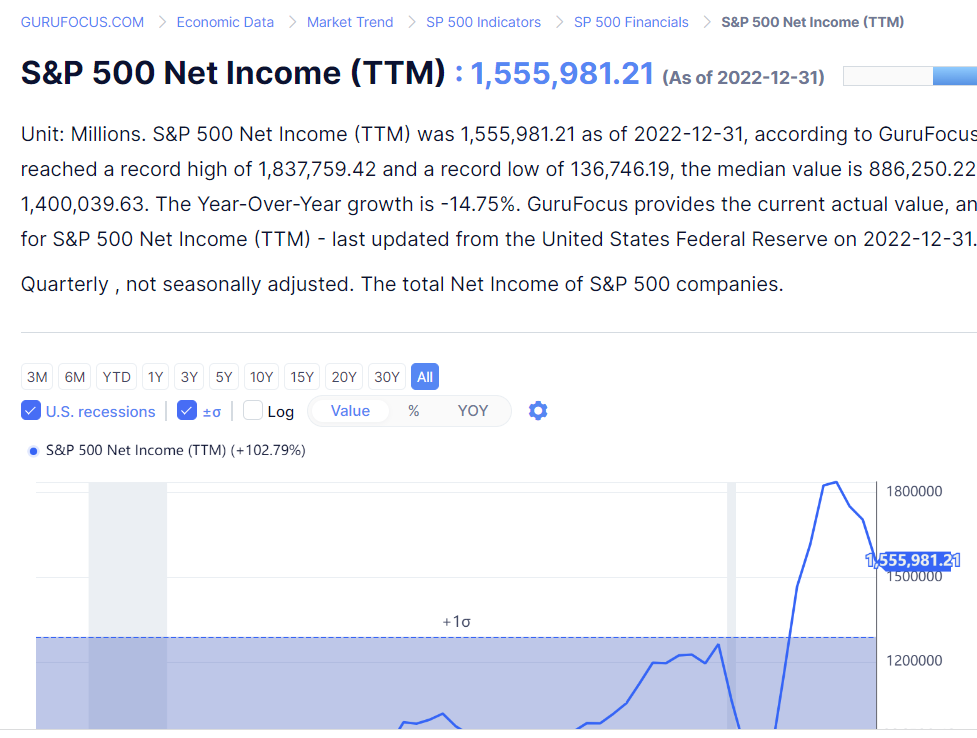 GURUFOCUS.COM > Economic Data > Market Trend > SP 500 Indicators > SP 500 Financials > S&P 500 Net Income (TTM)
S&P 500 Net Income (TTM) : 1,555,981.21 (As of 2022-12-31)
Unit: Millions. S&P 500 Net Income (TTM) was 1,555,981.21 as of 2022-12-31, according to GuruFocus
reached a record high of 1,837,759.42 and a record low of 136,746.19, the median value is 886,250.22
1,400,039.63. The Year-Over-Year growth is -14.75%. GuruFocus provides the current actual value, an
for S&P 500 Net Income (TTM) - last updated from the United States Federal Reserve on 2022-12-31.
Quarterly , not seasonally adjusted. The total Net Income of S&P 500 companies.
3M 6M YTD 1Y 3Y 5Y 10Y 15Y 20Y 30Y All
U.S. recessions ±σ Log Value % YOY
S&P 500 Net Income (TTM) (+102.79%)
1800000
1,555,981.21
1500000
+1σ
1200000